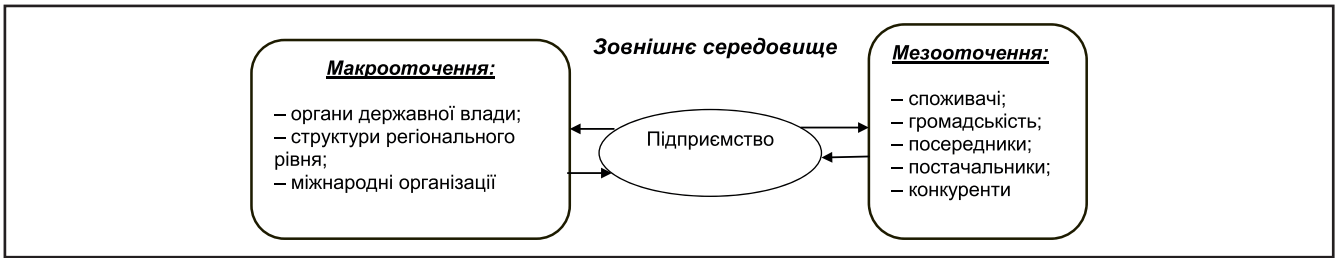 Зовнішнє середовище
Макрооточення:
– органи державної влади;
– структури регіонального
рівня;
– міжнародні організації
Підприємство
Мезооточення:
– споживачі;
– громадськість;
– посередники;
– постачальники;
– конкуренти